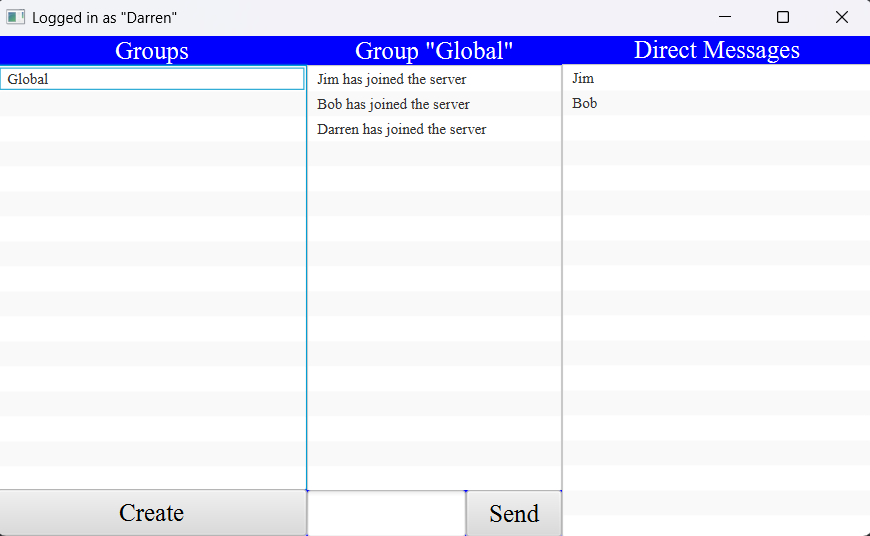 Logged in as "Darren"
Groups
Global
Create
Group "Global"
Jim has joined the server
Bob has joined the server
Darren has joined the server
Send
Direct Messages
Jim
Bob